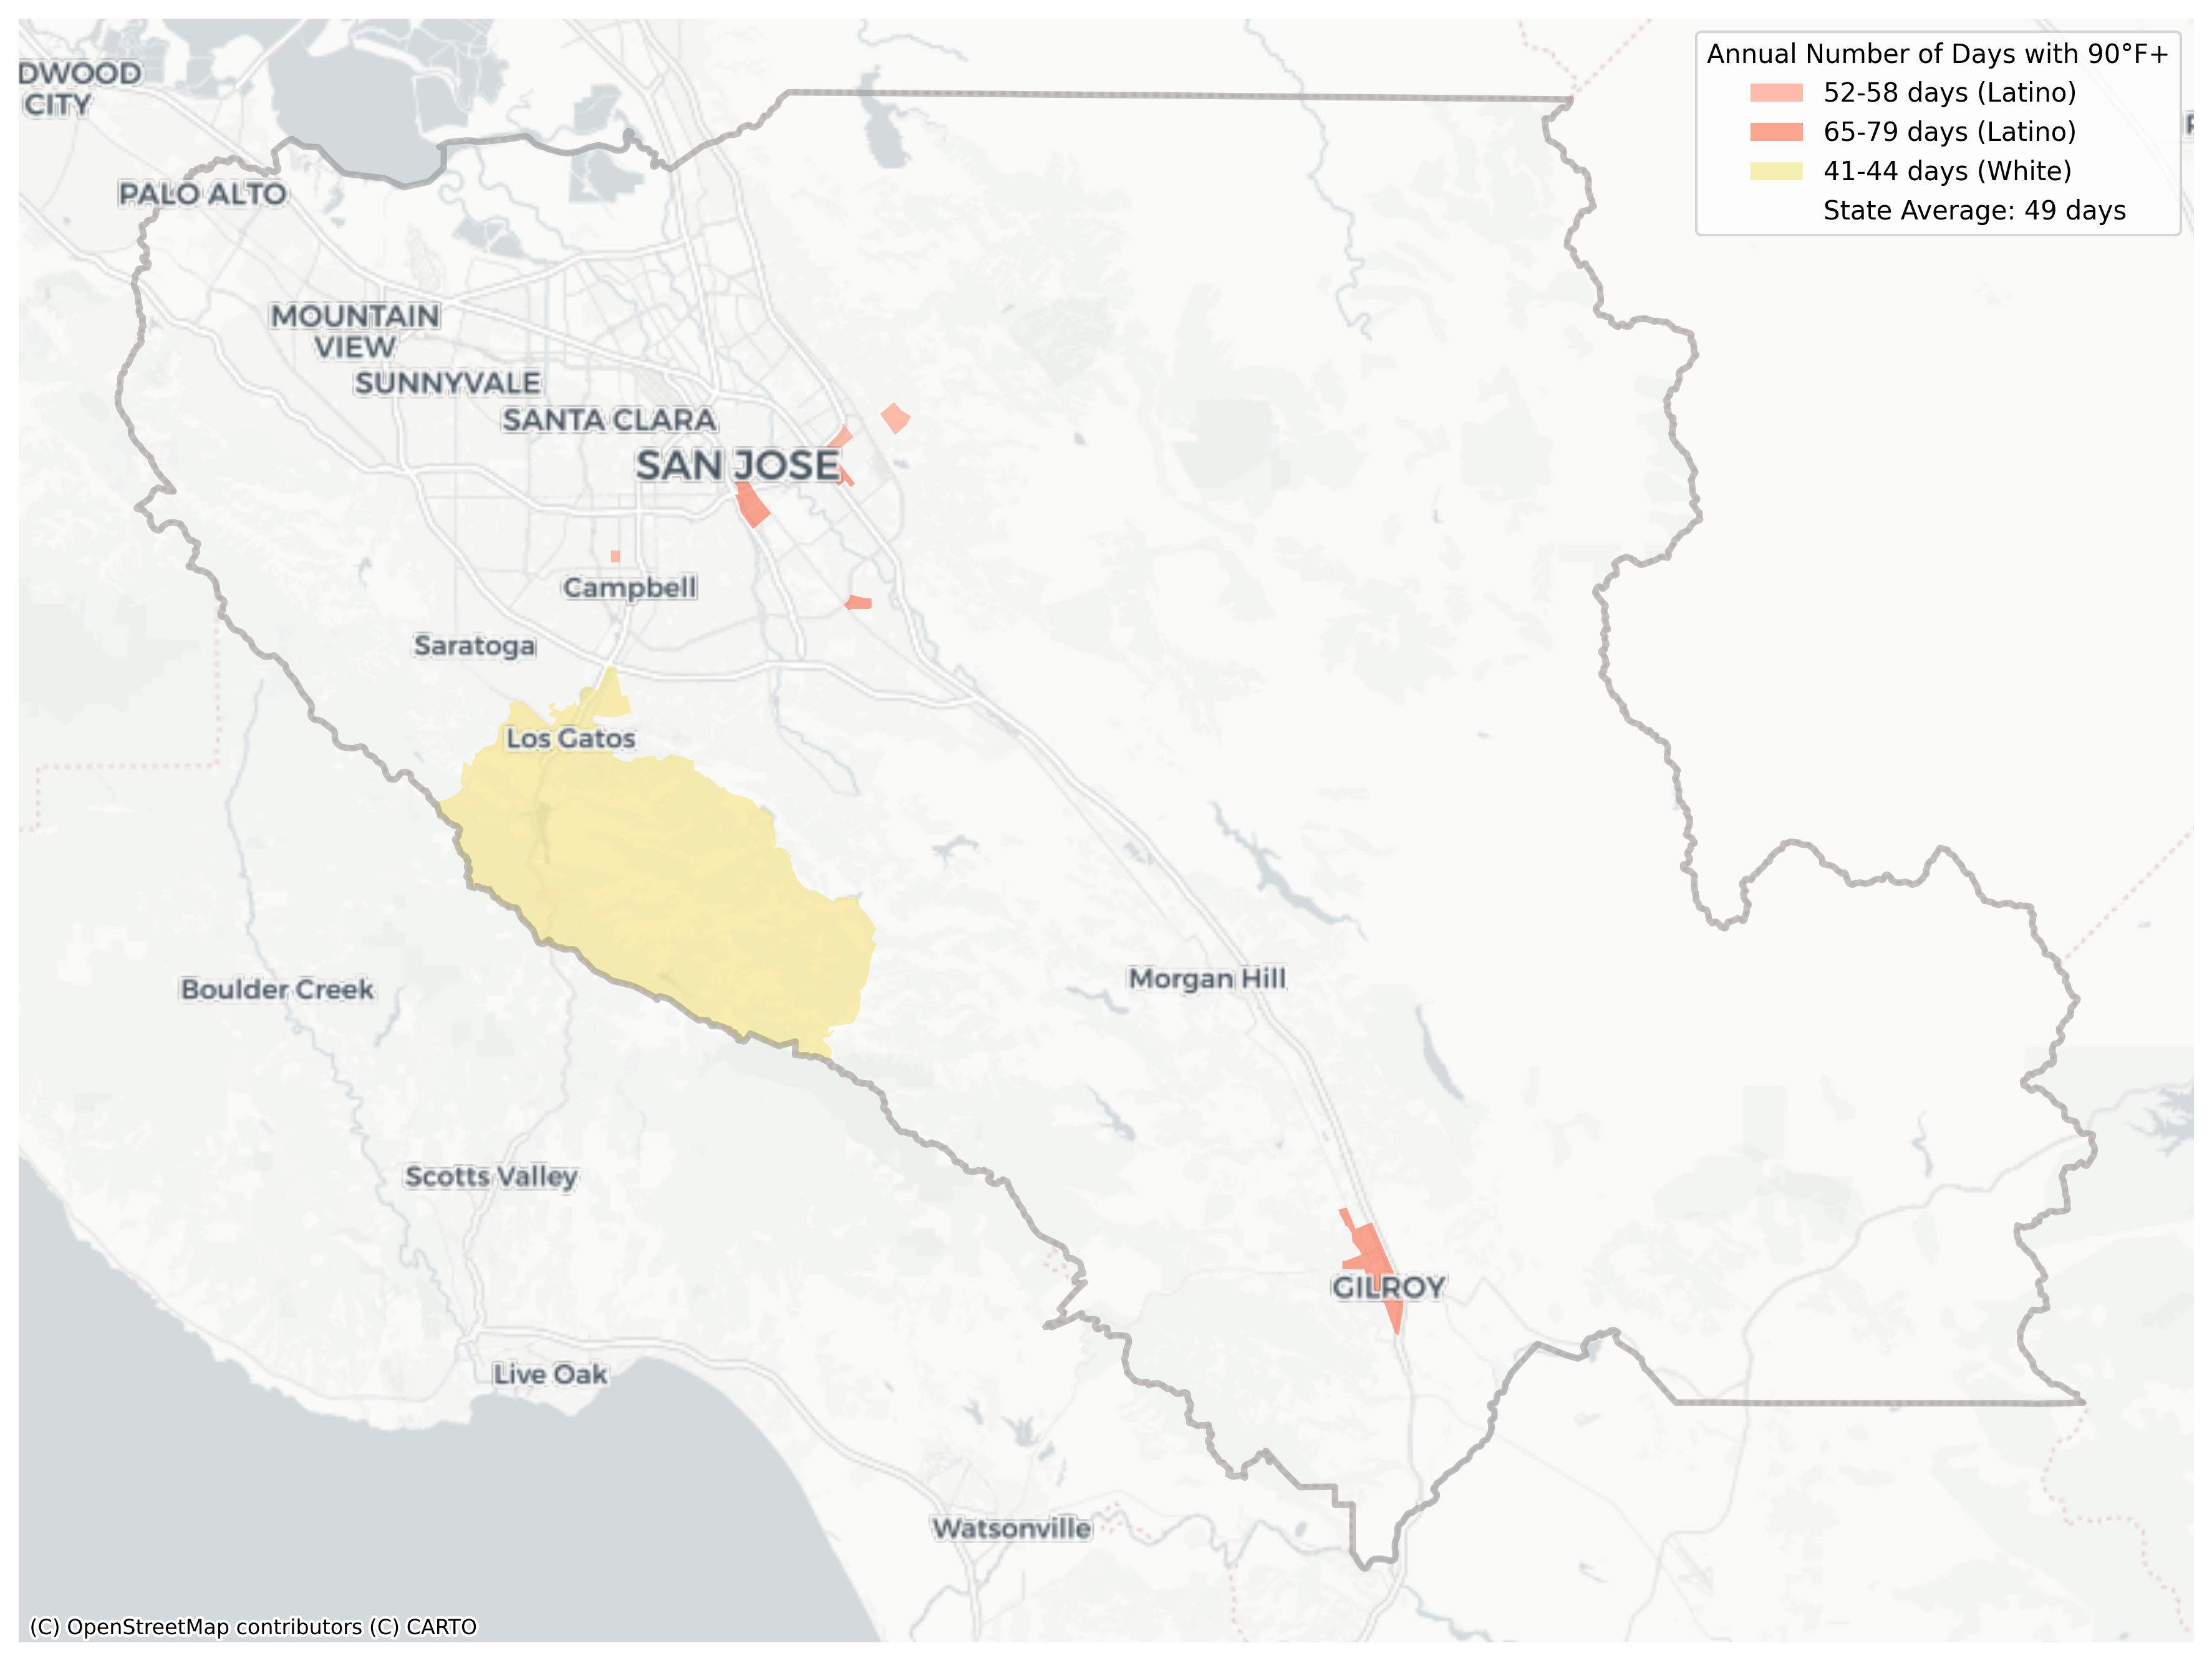 Annual Number of Days with 90°F+
52-58 days (Latino)
65-79 days (Latino)
41-44 days (White)
State Average: 49 days
DWOOD
CITY
PALO ALTO
MOUNTAIN
VIEW
SUNNYVALE
SANTA CLARA
SAN JOSE
Campbell
Saratoga
Los Gatos
Boulder Creek
Morgan Hill
Scotts Valley
GILROY
Live Oak
Watsonville
(C) OpenStreetMap contributors (C) CARTO